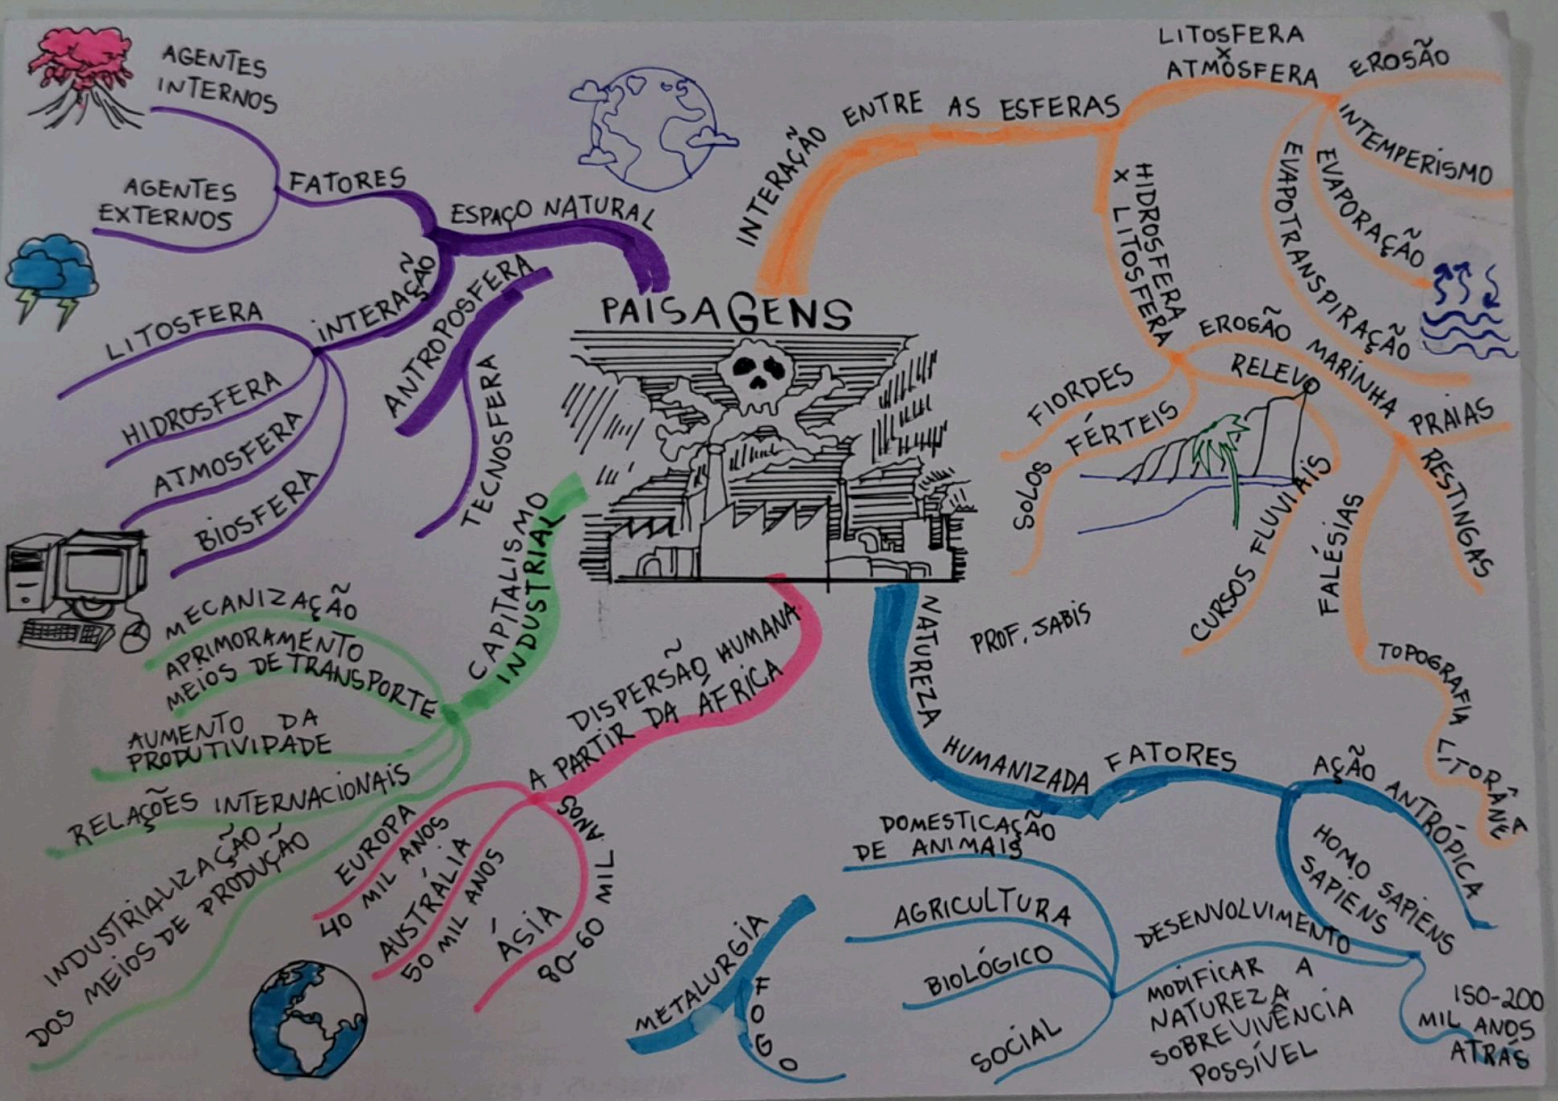 PAISAGENS
ESPAÇO NATURAL
FATORES
AGENTES
INTERNOS
AGENTES
EXTERNOS
INTERAÇÃO
LITOSFERA
HIDROSFERA
ATMOSFERA
BIOSFERA
ANTROPOSFERA
TECNOSFERA
INTERAÇÃO ENTRE AS ESFERAS
LITOSFERA
X
ATMOSFERA
EROSÃO
INTEMPERISMO
EVAPORAÇÃO
EVAPOTRANSPIRAÇÃO
HIDROSFERA
X LITOSFERA
EROSÃO MARINHA
PRAIAS
RESTINGAS
FALÉSIAS
TOPOGRAFIA LITORÂNEA
RELEVO
CURSOS FLUVIAIS
FIORDES
SOLOS FÉRTEIS
PROF. JABIS
CAPITALISMO
INDUSTRIAL
MECANIZAÇÃO
APRIMORAMENTO
MEIOS DE TRANSPORTE
AUMENTO DA
PRODUTIVIDADE
RELAÇÕES INTERNACIONAIS
INDUSTRIALIZAÇÃO
DOS MEIOS DE PRODUÇÃO
DISPERSÃO HUMANA
A PARTIR DA ÁFRICA
EUROPA
40 MIL ANOS
AUSTRÁLIA
50 MIL ANOS
ÁSIA
80-60 MIL ANOS
NATUREZA HUMANIZADA
FATORES
AÇÃO ANTRÓPICA
HOMO SAPIENS
SAPIENS
150-200
MIL ANOS
ATRÁS
DESENVOLVIMENTO
MODIFICAR A
NATUREZA
SOBREVIVÊNCIA
POSSÍVEL
DOMESTICAÇÃO
DE ANIMAIS
AGRICULTURA
BIOLÓGICO
SOCIAL
METALURGIA
FOGO